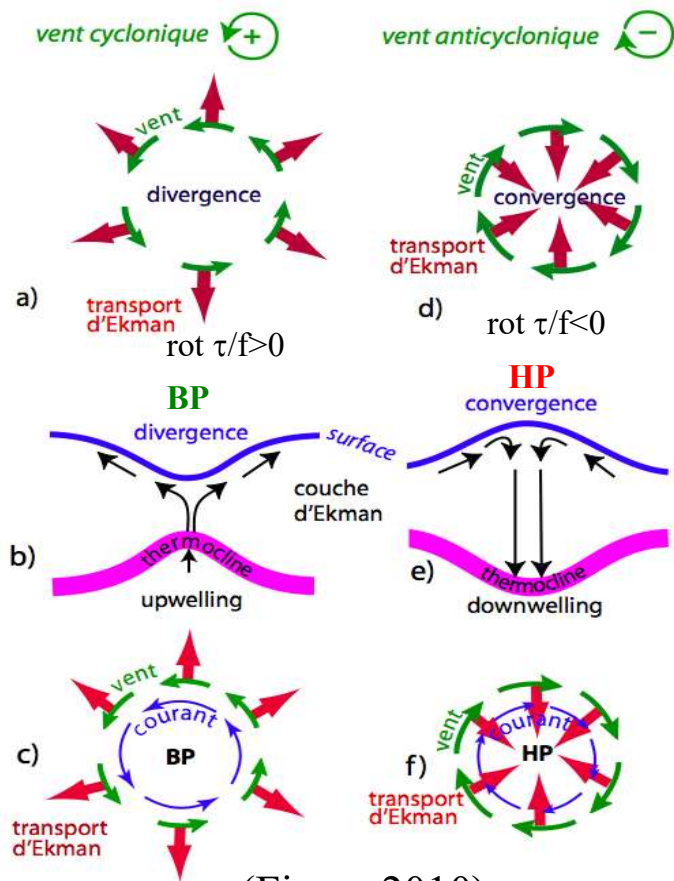 vent cyclonique +
vent
divergence
transport
d'Ekman
a)
rot τ/f>0
vent anticyclonique −
vent
convergence
transport
d'Ekman
d)
rot τ/f<0
BP
divergence
surface
couche
d'Ekman
thermocline
b)
upwelling
HP
convergence
e)
thermocline
downwelling
vent
courant
BP
c)
transport
d'Ekman
vent
courant
HP
f)
transport
d'Ekman
2010)